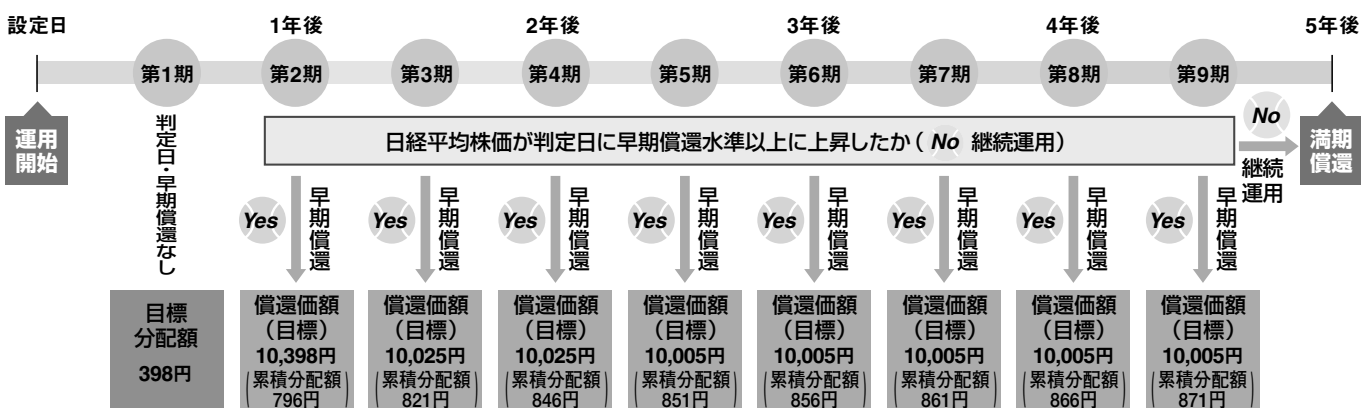 設定日
1年後
2年後
3年後
4年後
5年後
第1期
第2期
第3期
第4期
第5期
第6期
第7期
第8期
第9期
運用
開始
判定日・早期償還なし
日経平均株価が判定日に早期償還水準以上に上昇したか( No 継続運用)
No
継続
運用
満期
償還
Yes
早期償還
Yes
早期償還
Yes
早期償還
Yes
早期償還
Yes
早期償還
Yes
早期償還
Yes
早期償還
Yes
早期償還
目標
分配額
398円
償還価額
(目標)
10,398円
(累積分配額
796円)
償還価額
(目標)
10,025円
(累積分配額
821円)
償還価額
(目標)
10,025円
(累積分配額
846円)
償還価額
(目標)
10,005円
(累積分配額
851円)
償還価額
(目標)
10,005円
(累積分配額
856円)
償還価額
(目標)
10,005円
(累積分配額
861円)
償還価額
(目標)
10,005円
(累積分配額
866円)
償還価額
(目標)
10,005円
(累積分配額
871円)